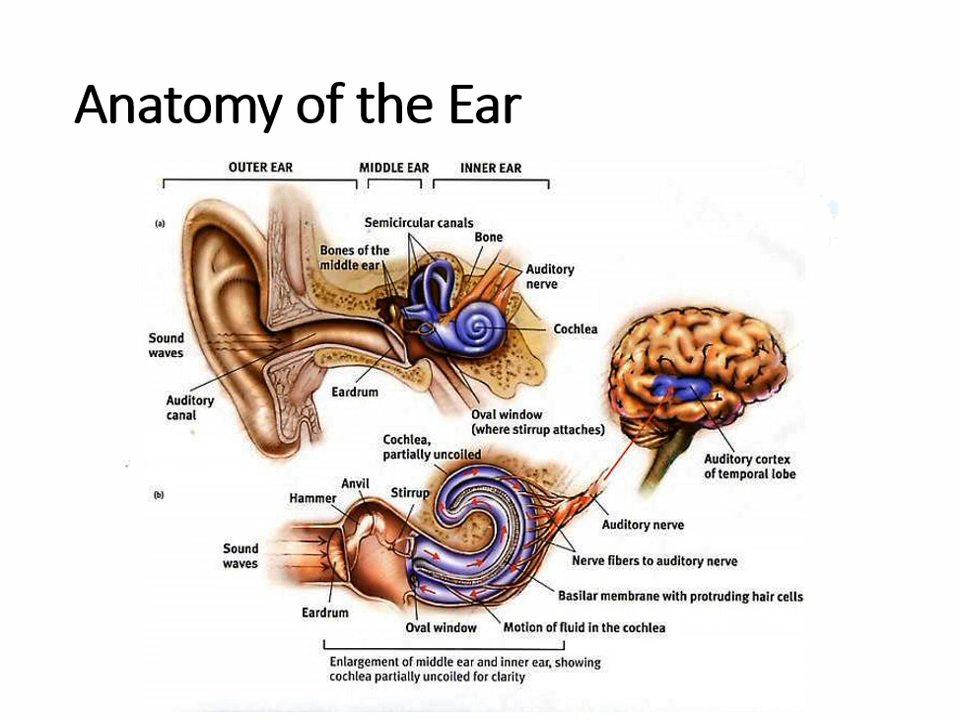 Anatomy of the Ear
OUTER EAR
MIDDLE EAR
INNER EAR
(a)
Semicircular canals
Bone
Bones of the
middle ear
Auditory
nerve
Cochlea
Sound
waves
Auditory
canal
Eardrum
Oval window
(where stirrup attaches)
Auditory cortex
of temporal lobe
Cochlea,
partially uncoiled
(b)
Anvil
Hammer
Stirrup
Auditory nerve
Sound
waves
Nerve fibers to auditory nerve
Basilar membrane with protruding hair cells
Eardrum
Oval window
Motion of fluid in the cochlea
Enlargement of middle ear and inner ear, showing
cochlea partially uncoiled for clarity